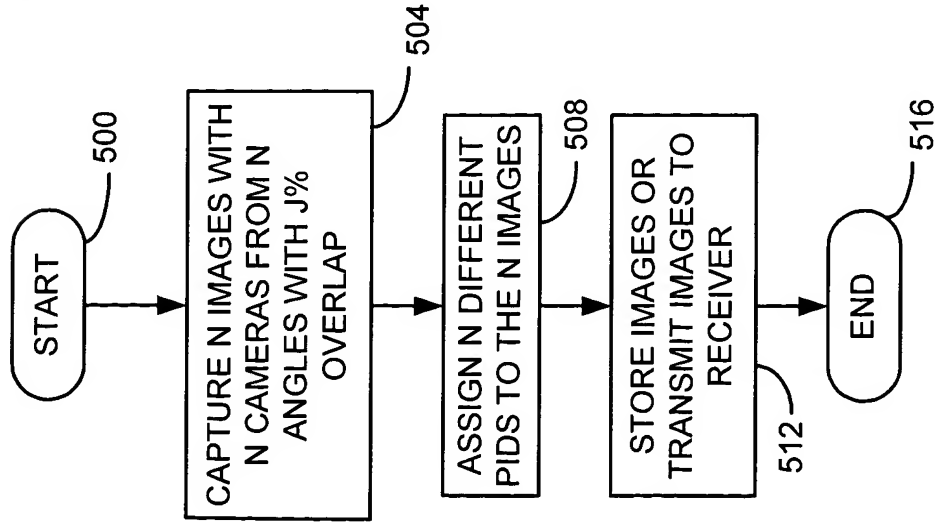 START
500
CAPTURE N IMAGES WITH
N CAMERAS FROM N
ANGLES WITH J%
OVERLAP
504
ASSIGN N DIFFERENT
PIDS TO THE N IMAGES
508
STORE IMAGES OR
TRANSMIT IMAGES TO
RECEIVER
512
END
516